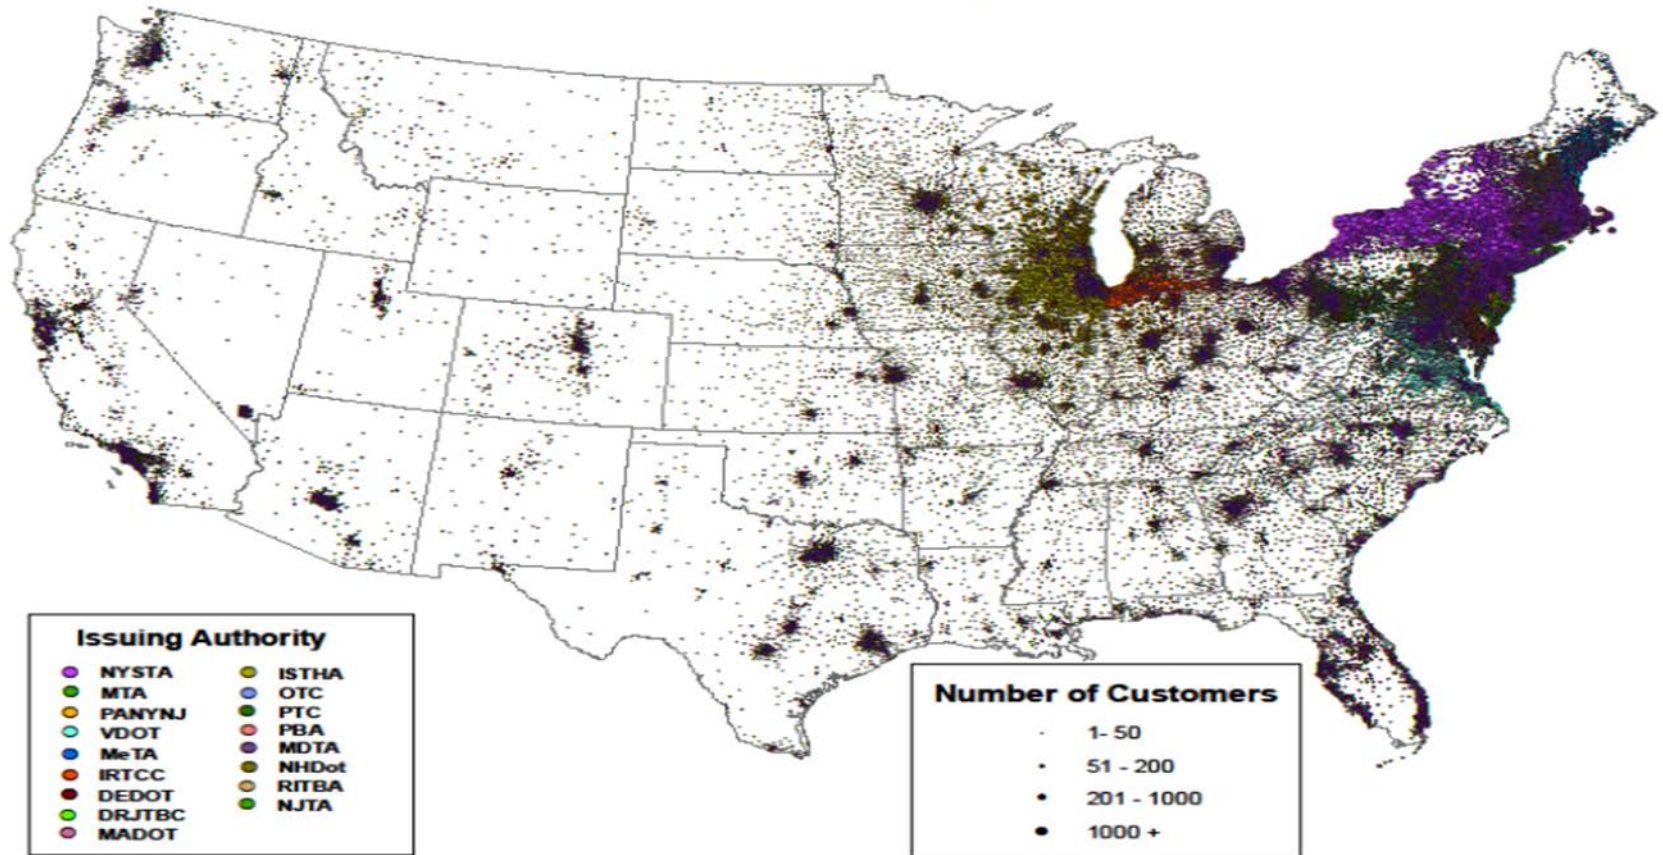 Issuing Authority
NYSTA
MTA
PANYNJ
VDOT
MeTA
IRTCC
DEDOT
DRJTBC
MADOT
ISTHA
OTC
PTC
PBA
MDTA
NHDot
RITBA
NJTA
Number of Customers
1- 50
51 - 200
201 - 1000
1000 +